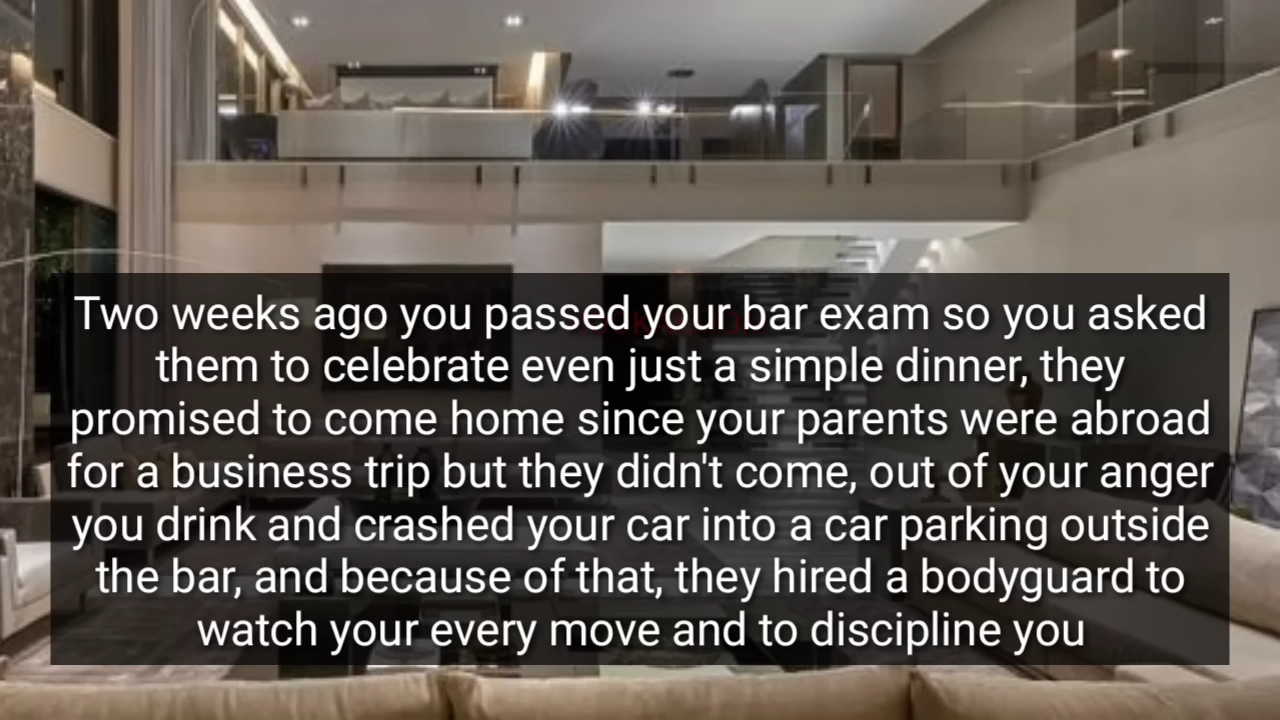 Two weeks ago you passed your bar exam so you asked
them to celebrate even just a simple dinner, they
promised to come home since your parents were abroad
for a business trip but they didn't come, out of your anger
you drink and crashed your car into a car parking outside
the bar, and because of that, they hired a bodyguard to
watch your every move and to discipline you